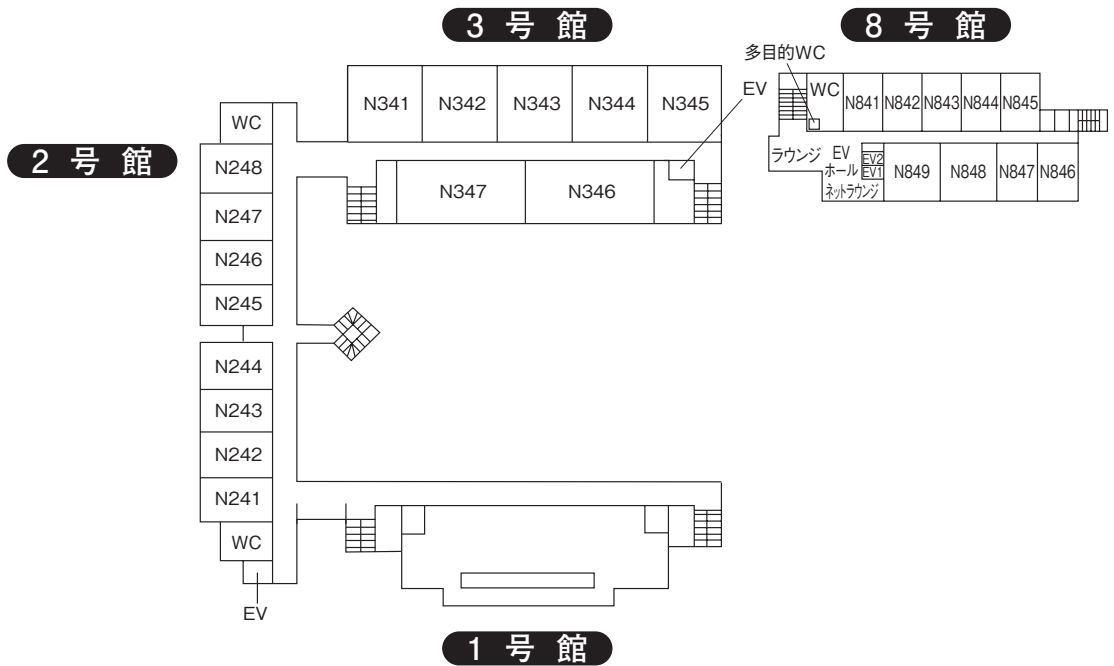 3 号 館
8 号 館
2 号 館
1 号 館
N341
N342
N343
N344
N345
EV
N347
N346
WC
N248
N247
N246
N245
N244
N243
N242
N241
WC
EV
多目的WC
WC
N841
N842
N843
N844
N845
ラウンジ
EV
ホール
ネットラウンジ
EV2
EV1
N849
N848
N847
N846